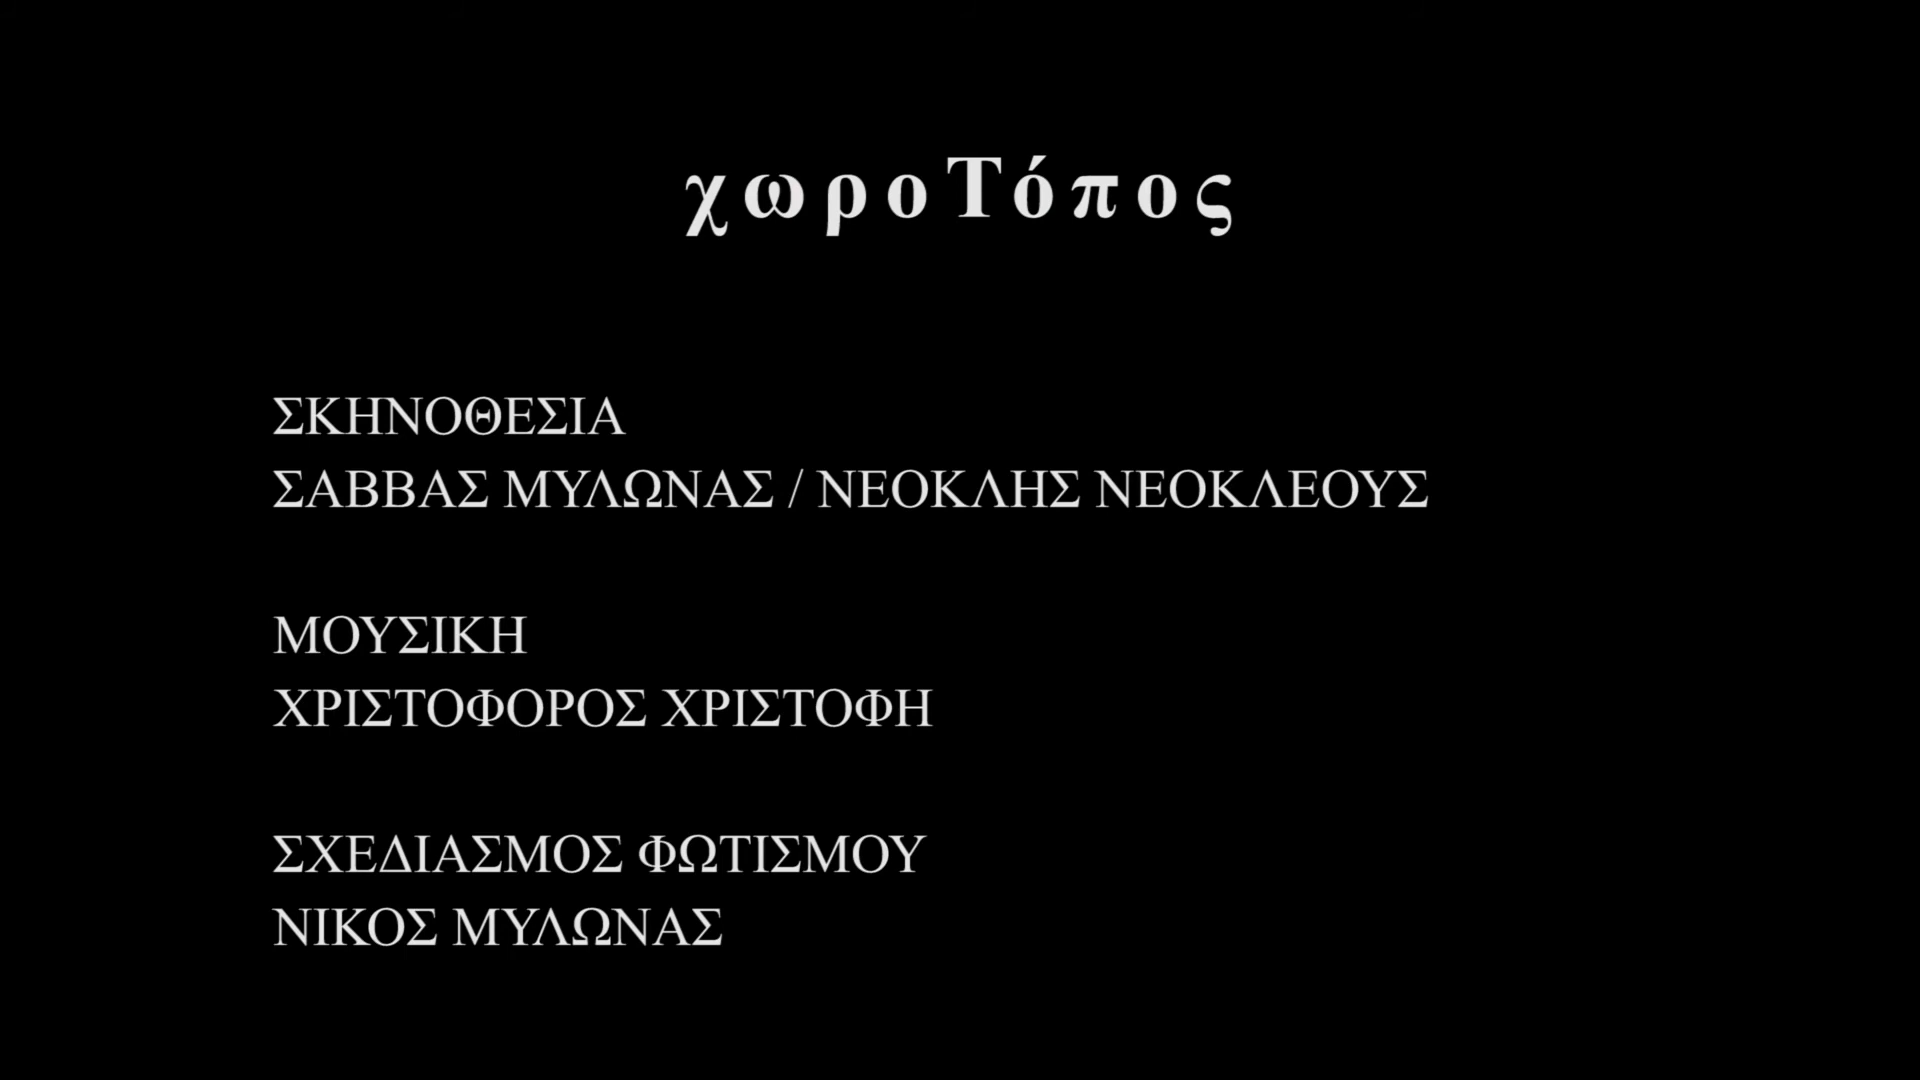 χωροΤόπος
ΣΚΗΝΟΘΕΣΙΑ
ΣΑΒΒΑΣ ΜΥΛΩΝΑΣ / ΝΕΟΚΛΗΣ ΝΕΟΚΛΕΟΥΣ
ΜΟΥΣΙΚΗ
ΧΡΙΣΤΟΦΟΡΟΣ ΧΡΙΣΤΟΦΗ
ΣΧΕΔΙΑΣΜΟΣ ΦΩΤΙΣΜΟΥ
ΝΙΚΟΣ ΜΥΛΩΝΑΣ